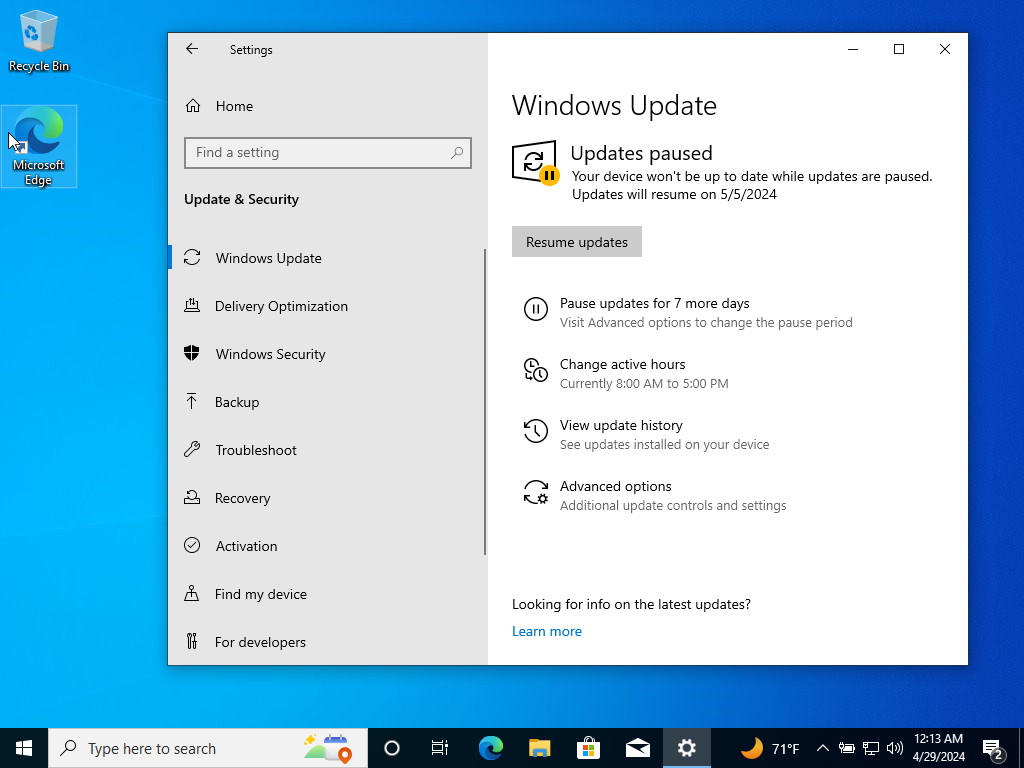 Recycle Bin
Microsoft
Edge
Settings
Home
Find a setting
Update & Security
Windows Update
Delivery Optimization
Windows Security
Backup
Troubleshoot
Recovery
Activation
Find my device
For developers
Windows Update
Updates paused
Your device won't be up to date while updates are paused.
Updates will resume on 5/5/2024
Resume updates
Pause updates for 7 more days
Visit Advanced options to change the pause period
Change active hours
Currently 8:00 AM to 5:00 PM
View update history
See updates installed on your device
Advanced options
Additional update controls and settings
Looking for info on the latest updates?
Learn more
Type here to search
71°F
12:13 AM
4/29/2024
2